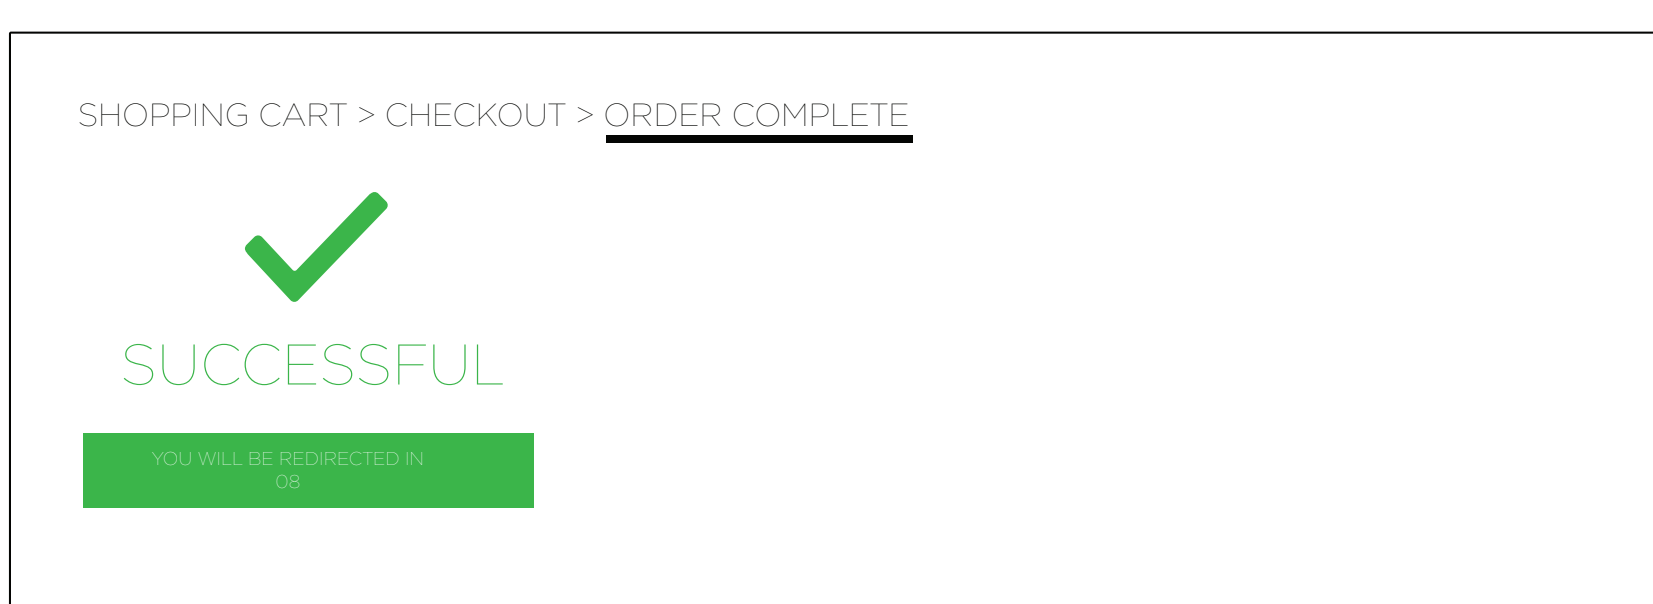 SHOPPING CART > CHECKOUT > ORDER COMPLETE
SUCCESSFUL
YOU WILL BE REDIRECTED IN
08